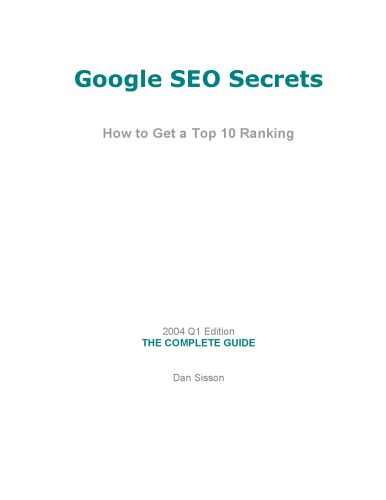 Google SEO Secrets
How to Get a Top 10 Ranking
2004 Q1 Edition
THE COMPLETE GUIDE
Dan Sisson